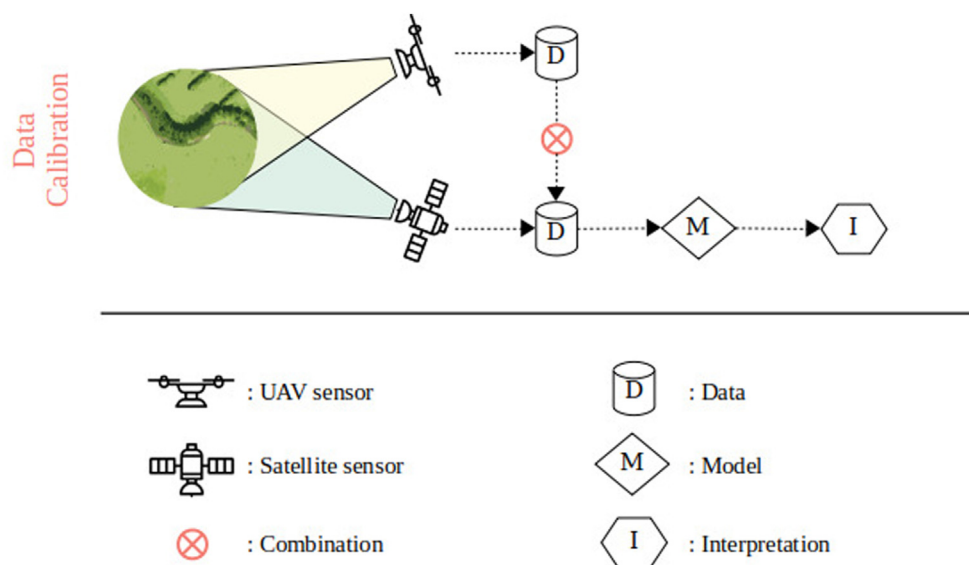 Data
Calibration
D
D
M
I
: UAV sensor
D
: Data
: Satellite sensor
M
: Model
: Combination
I
: Interpretation